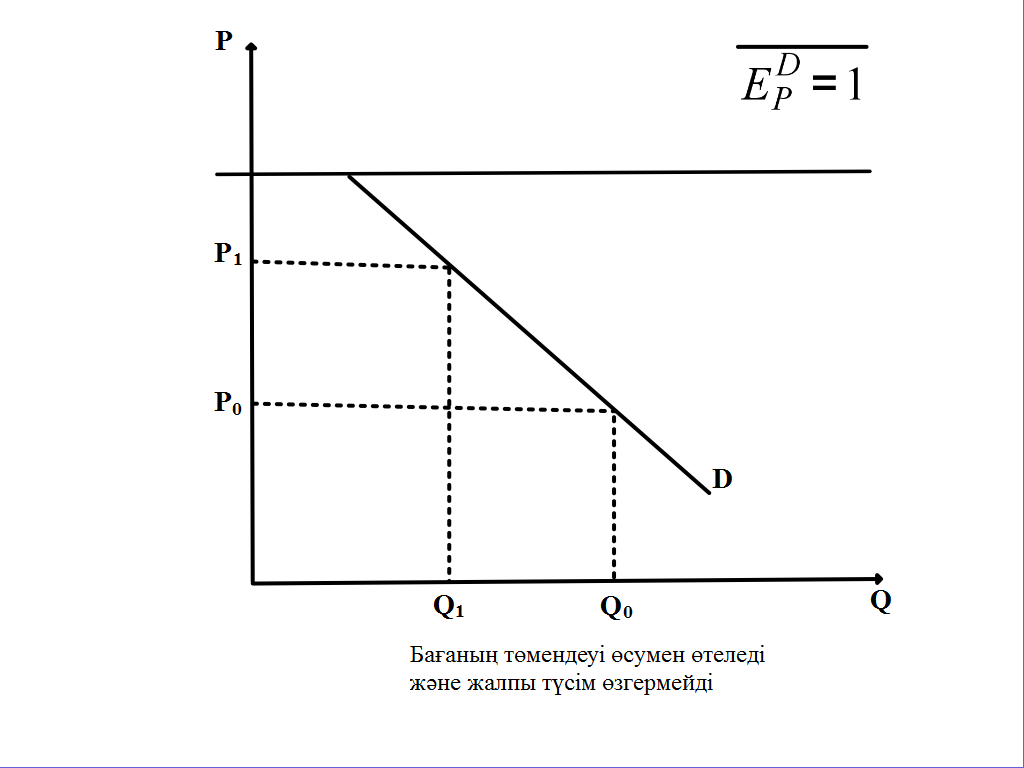 P
E_P^D = 1
P₁
P₀
D
Q₁
Q₀
Q
Бағаның төмендеуі өсумен өтеледі
және жалпы түсім өзгермейді